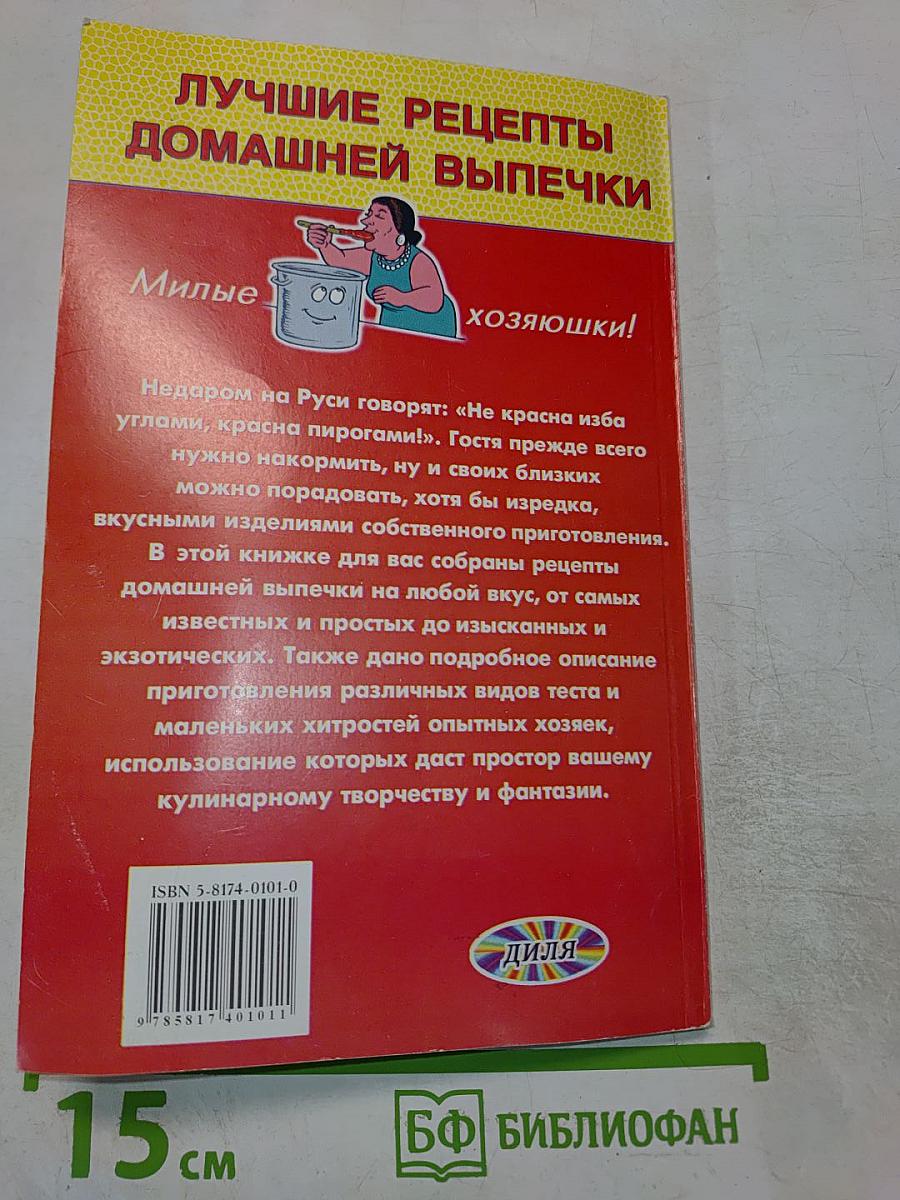 ЛУЧШИЕ РЕЦЕПТЫ
ДОМАШНЕЙ ВЫПЕЧКИ
Милые
хозяюшки!
Недаром на Руси говорят: «Не красна изба
углами, красна пирогами!». Гостя прежде всего
нужно накормить, ну и своих близких
можно порадовать, хотя бы изредка,
вкусными изделиями собственного приготовления.
В этой книжке для вас собраны рецепты
домашней выпечки на любой вкус, от самых
известных и простых до изысканных и
экзотических. Также дано подробное описание
приготовления различных видов теста и
маленьких хитростей опытных хозяек,
использование которых даст простор вашему
кулинарному творчеству и фантазии.
ISBN 5-8174-0101-0
9 785817 401011
ДИЛЯ
15 см
БФ БИБЛИОФАН